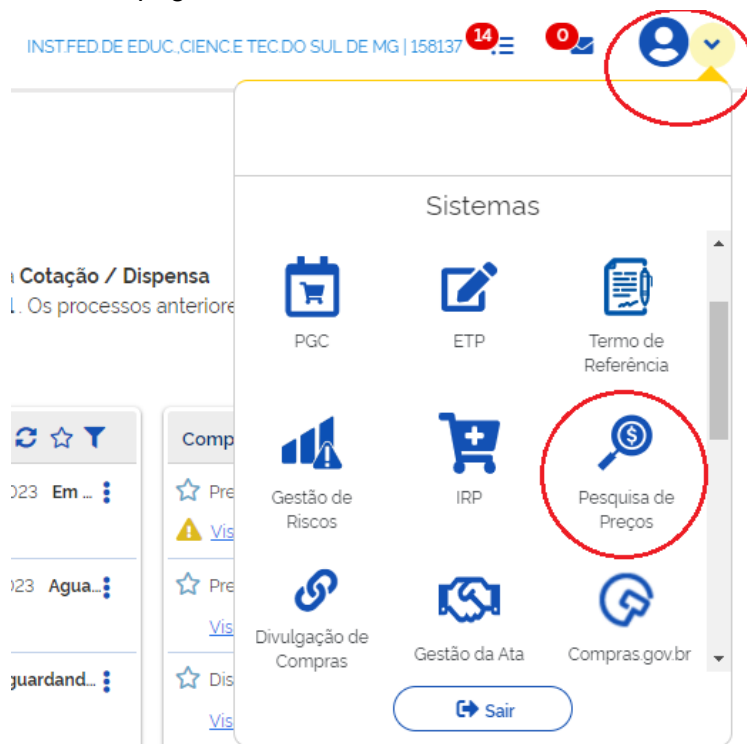 INST.FED.DE EDUC.,CIENC.E TEC.DO SUL DE MG | 158137
14
0
Sistemas
Cotação / Dispensa
. Os processos anteriore
PGC
ETP
Termo de
Referência
Comp
023 Em ...
Pre
Vis
Gestão de
Riscos
IRP
Pesquisa de
Preços
023 Agua...
Pre
Vis
Divulgação de
Compras
Gestão da Ata
Compras.gov.br
guardand...
Dis
Vis
Sair